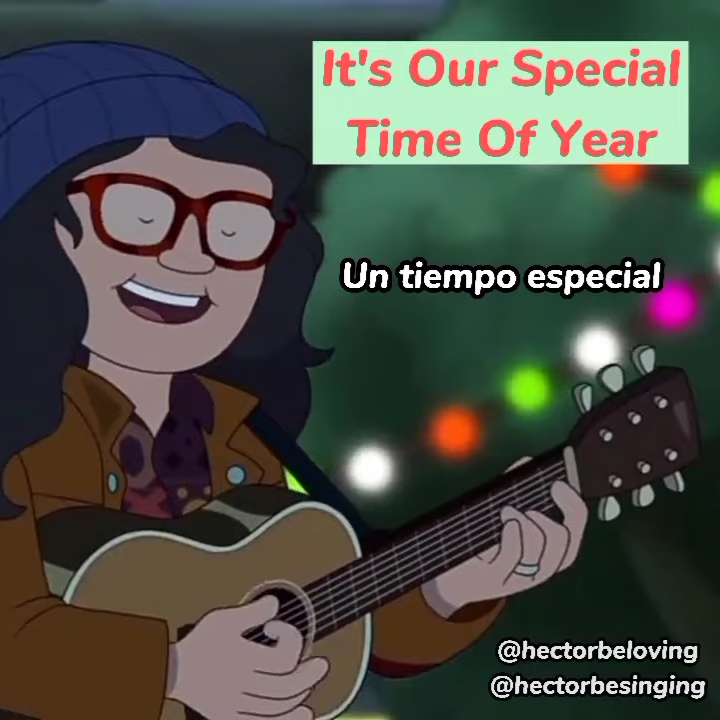 It's Our Special
Time Of Year
Un tiempo especial
@hectorbeloving
@hectorbesinging